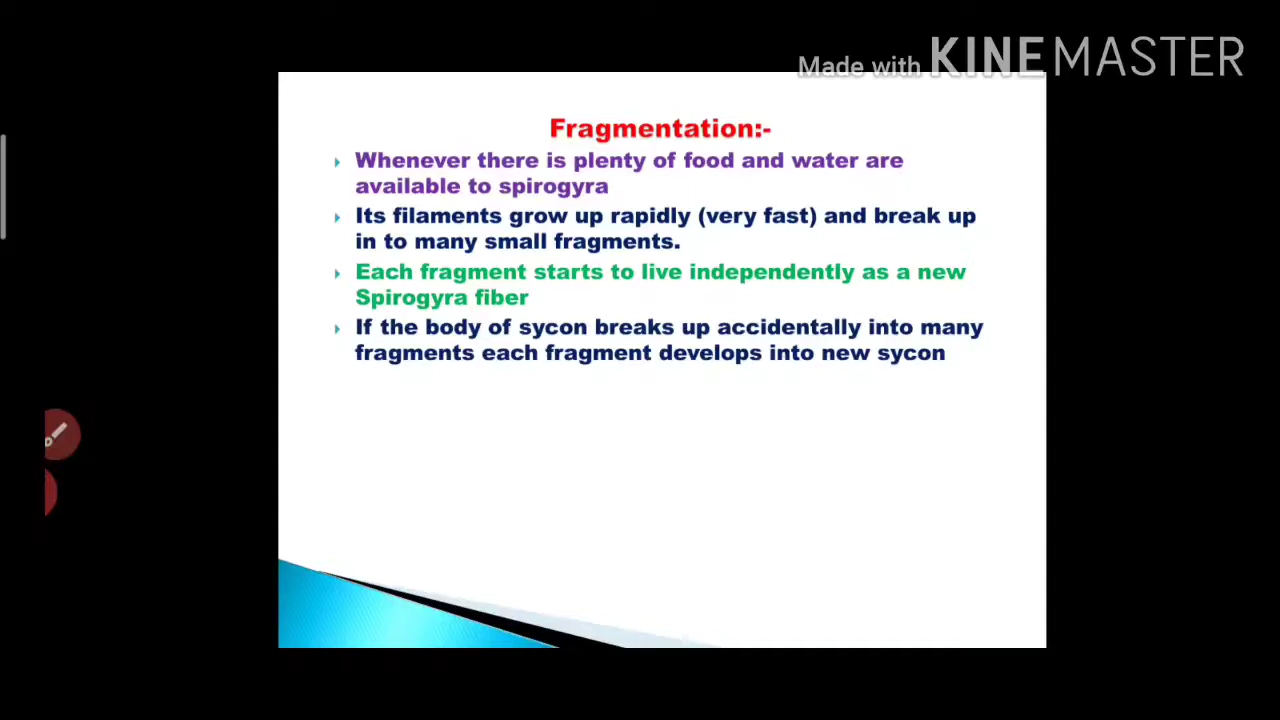 Made with KINEMASTER
Fragmentation:-
Whenever there is plenty of food and water are
available to spirogyra
Its filaments grow up rapidly (very fast) and break up
in to many small fragments.
Each fragment starts to live independently as a new
Spirogyra fiber
If the body of sycon breaks up accidentally into many
fragments each fragment develops into new sycon